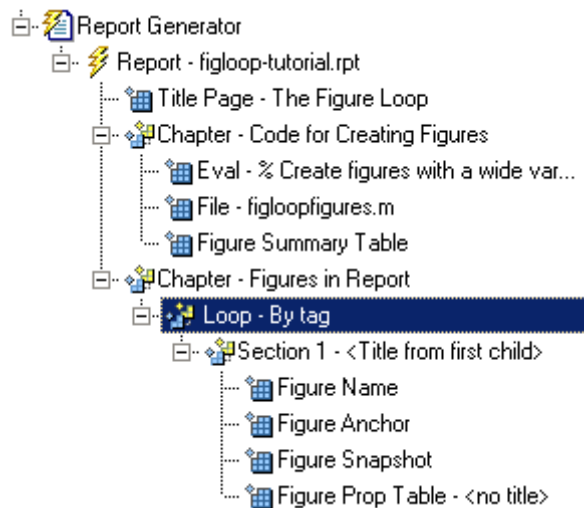 Report Generator
Report - figloop-tutorial.rpt
Title Page - The Figure Loop
Chapter - Code for Creating Figures
Eval - % Create figures with a wide var...
File - figloopfigures.m
Figure Summary Table
Chapter - Figures in Report
Loop - By tag
Section 1 - <Title from first child>
Figure Name
Figure Anchor
Figure Snapshot
Figure Prop Table - <no title>